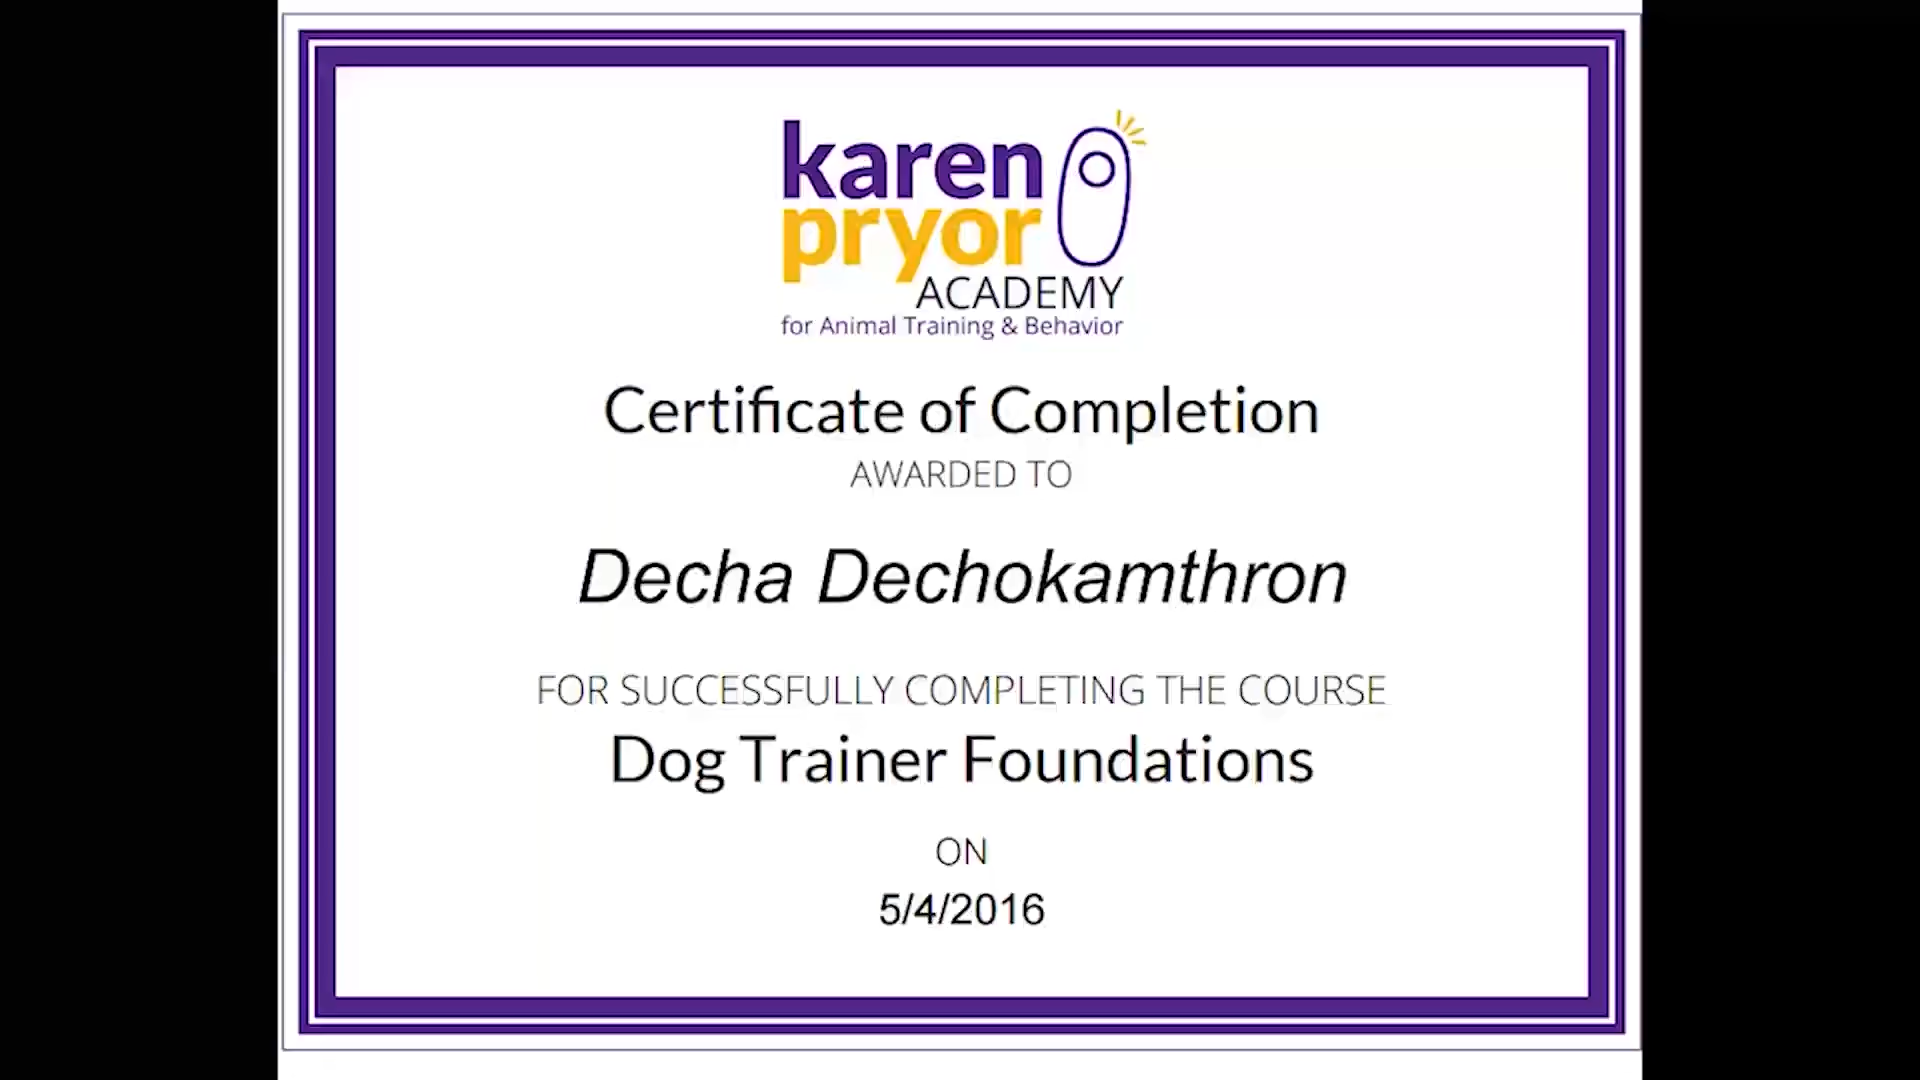 karen
pryor
ACADEMY
for Animal Training & Behavior
Certificate of Completion
AWARDED TO
Decha Dechokamthron
FOR SUCCESSFULLY COMPLETING THE COURSE
Dog Trainer Foundations
ON
5/4/2016